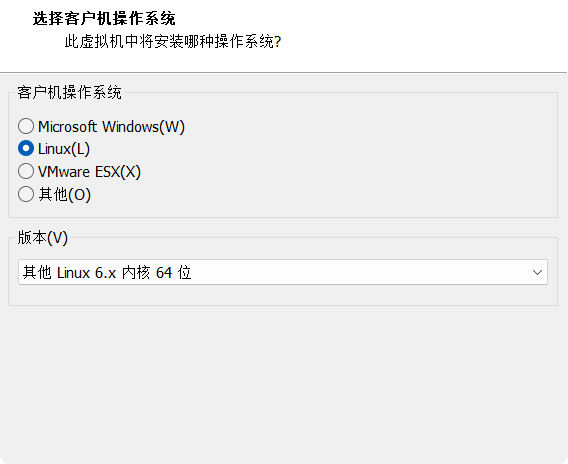 选择客户机操作系统
此虚拟机中将安装哪种操作系统?
客户机操作系统
Microsoft Windows(W)
Linux(L)
VMware ESX(X)
其他(O)
版本(V)
其他 Linux 6.x 内核 64 位